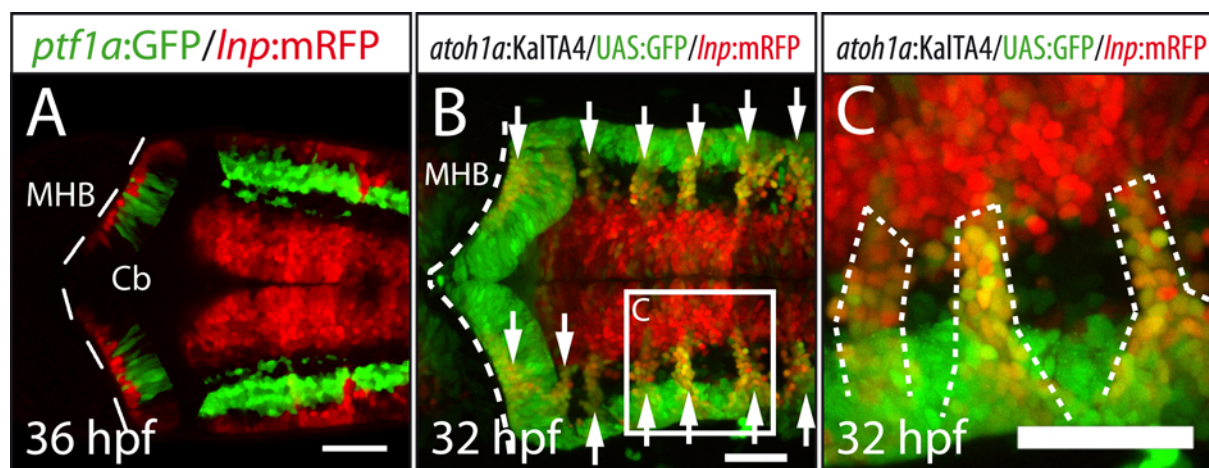 ptf1a:GFP/lnp:mRFP
A
MHB
Cb
36 hpf
atoh1a:KalTA4/UAS:GFP/lnp:mRFP
B
MHB
C
32 hpf
atoh1a:KalTA4/UAS:GFP/lnp:mRFP
C
32 hpf